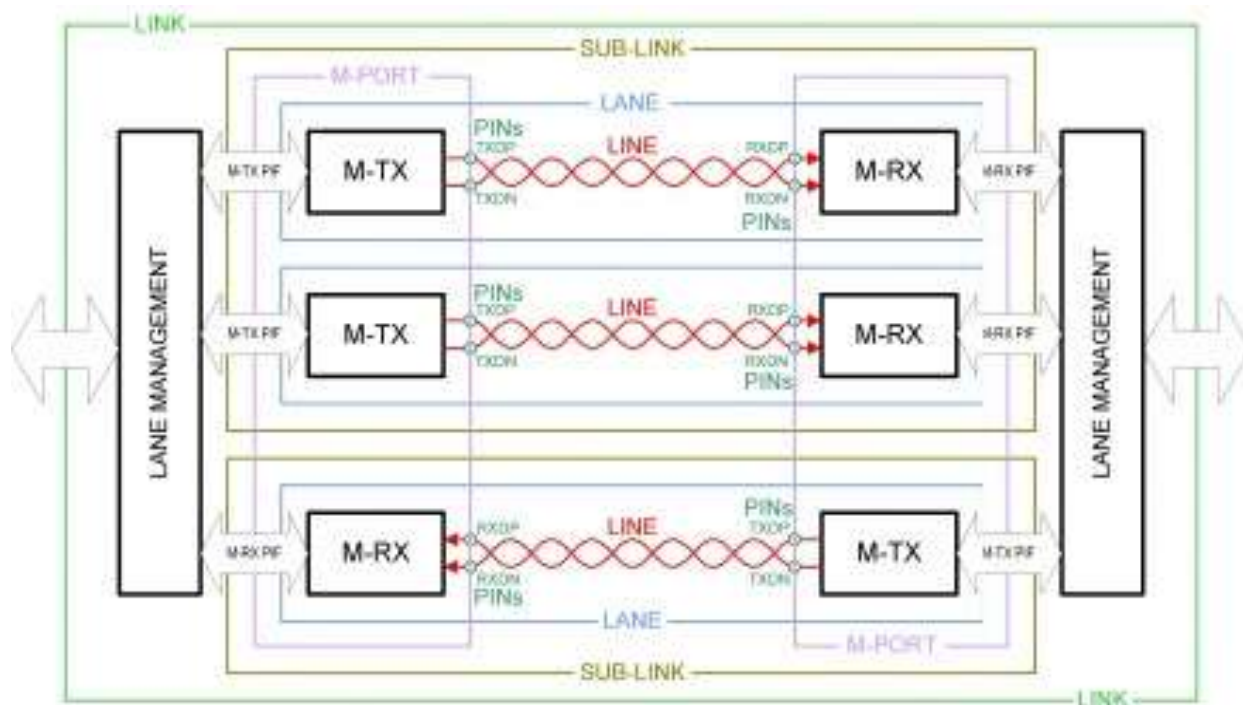 LINK
SUB-LINK
M-PORT
LANE
PINs
TXDP
LINE
RXDP
M-TX PIF
M-TX
M-RX
M-RX PIF
TXDN
RXDN
PINs
LANE MANAGEMENT
LANE MANAGEMENT
PINs
TXDP
LINE
RXDP
M-TX PIF
M-TX
M-RX
M-RX PIF
TXDN
RXDN
PINs
PINs
RXDP
LINE
TXDP
M-RX PIF
M-RX
M-TX
M-TX PIF
RXDN
TXDN
PINs
LANE
M-PORT
SUB-LINK
LINK